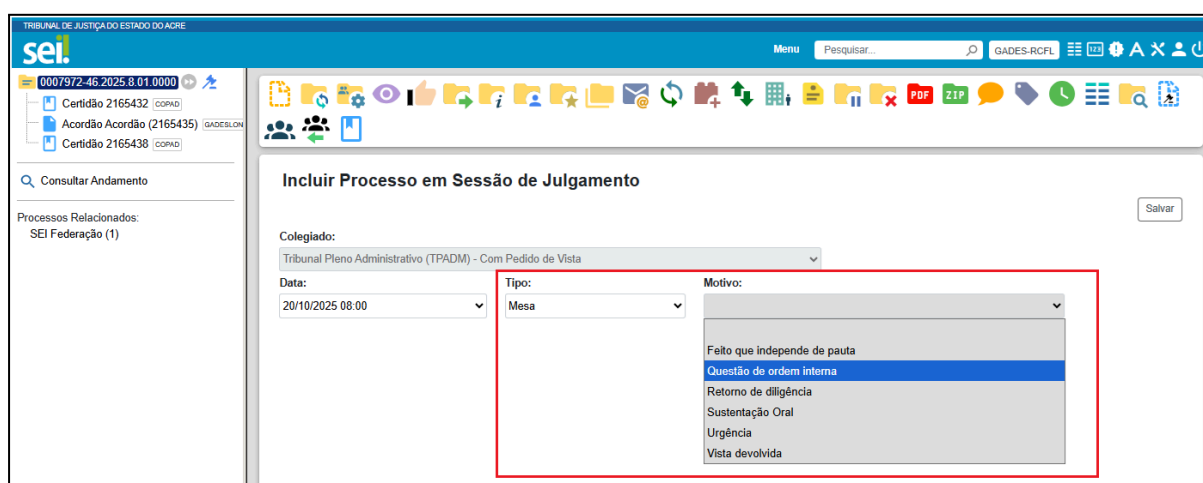 TRIBUNAL DE JUSTIÇA DO ESTADO DO ACRE
sei!
Menu
Pesquisar...
GADES-RCFL
123
0007972-46.2025.8.01.0000
Certidão 2165432 COPAD
Acordão Acordão (2165435) GADESLON
Certidão 2165438 COPAD
Consultar Andamento
Processos Relacionados:
SEI Federação (1)
PDF
ZIP
Incluir Processo em Sessão de Julgamento
Salvar
Colegiado:
Tribunal Pleno Administrativo (TPADM) - Com Pedido de Vista
Data:
Tipo:
Motivo:
20/10/2025 08:00
Mesa
Feito que independe de pauta
Questão de ordem interna
Retorno de diligência
Sustentação Oral
Urgência
Vista devolvida